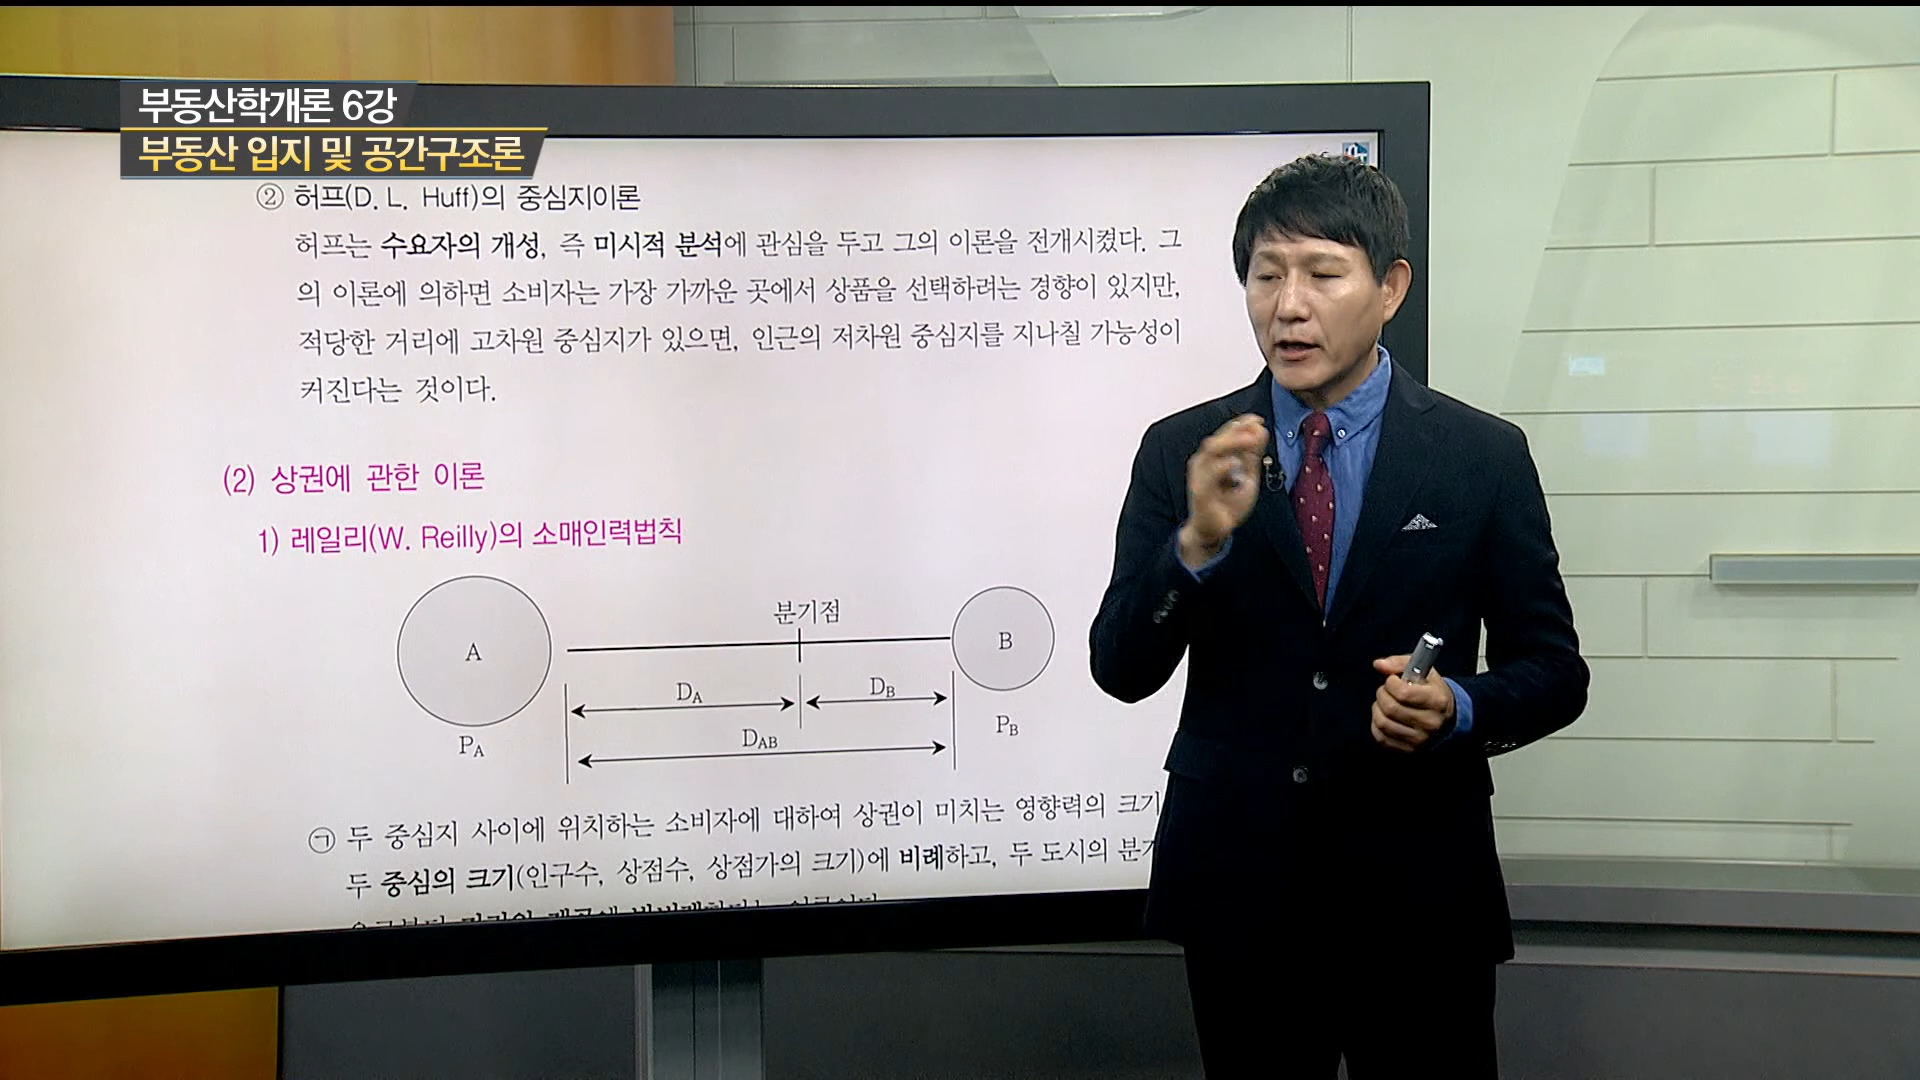 부동산학개론 6강
부동산 입지 및 공간구조론
② 허프(D. L. Huff)의 중심지이론
허프는 수요자의 개성, 즉 미시적 분석에 관심을 두고 그의 이론을 전개시켰다. 그
의 이론에 의하면 소비자는 가장 가까운 곳에서 상품을 선택하려는 경향이 있지만,
적당한 거리에 고차원 중심지가 있으면, 인근의 저차원 중심지를 지나칠 가능성이
커진다는 것이다.
(2) 상권에 관한 이론
1) 레일리(W. Reilly)의 소매인력법칙
분기점
A
B
DA
DB
PA
DAB
PB
㉠ 두 중심지 사이에 위치하는 소비자에 대하여 상권이 미치는 영향력의 크기
두 중심의 크기(인구수, 상점수, 상점가의 크기)에 비례하고, 두 도시의